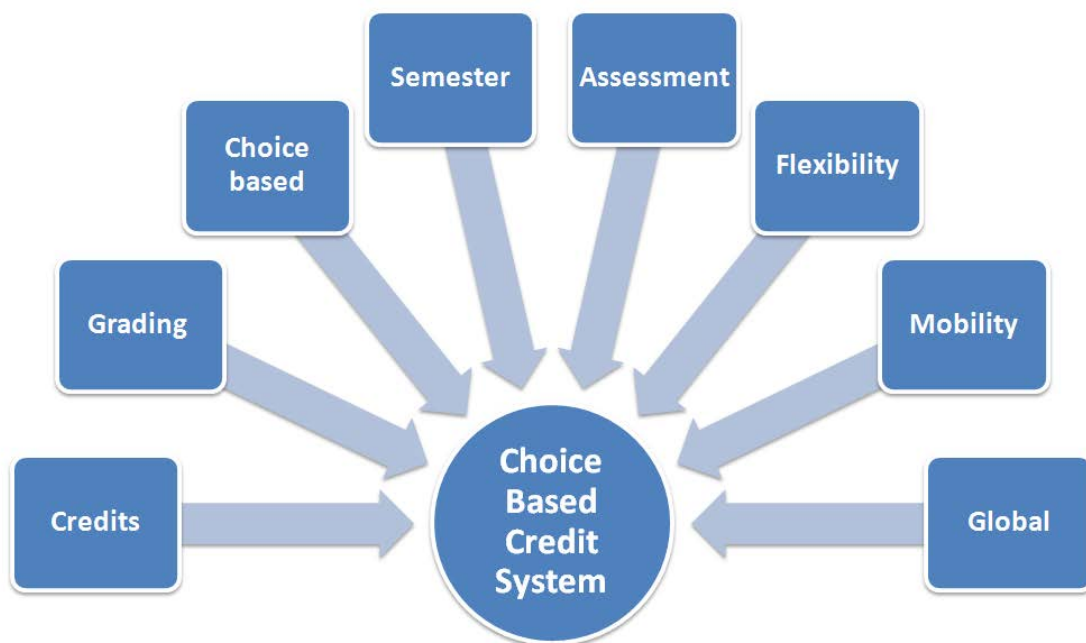 Semester
Assessment
Choice
based
Flexibility
Grading
Mobility
Credits
Choice
Based
Credit
System
Global